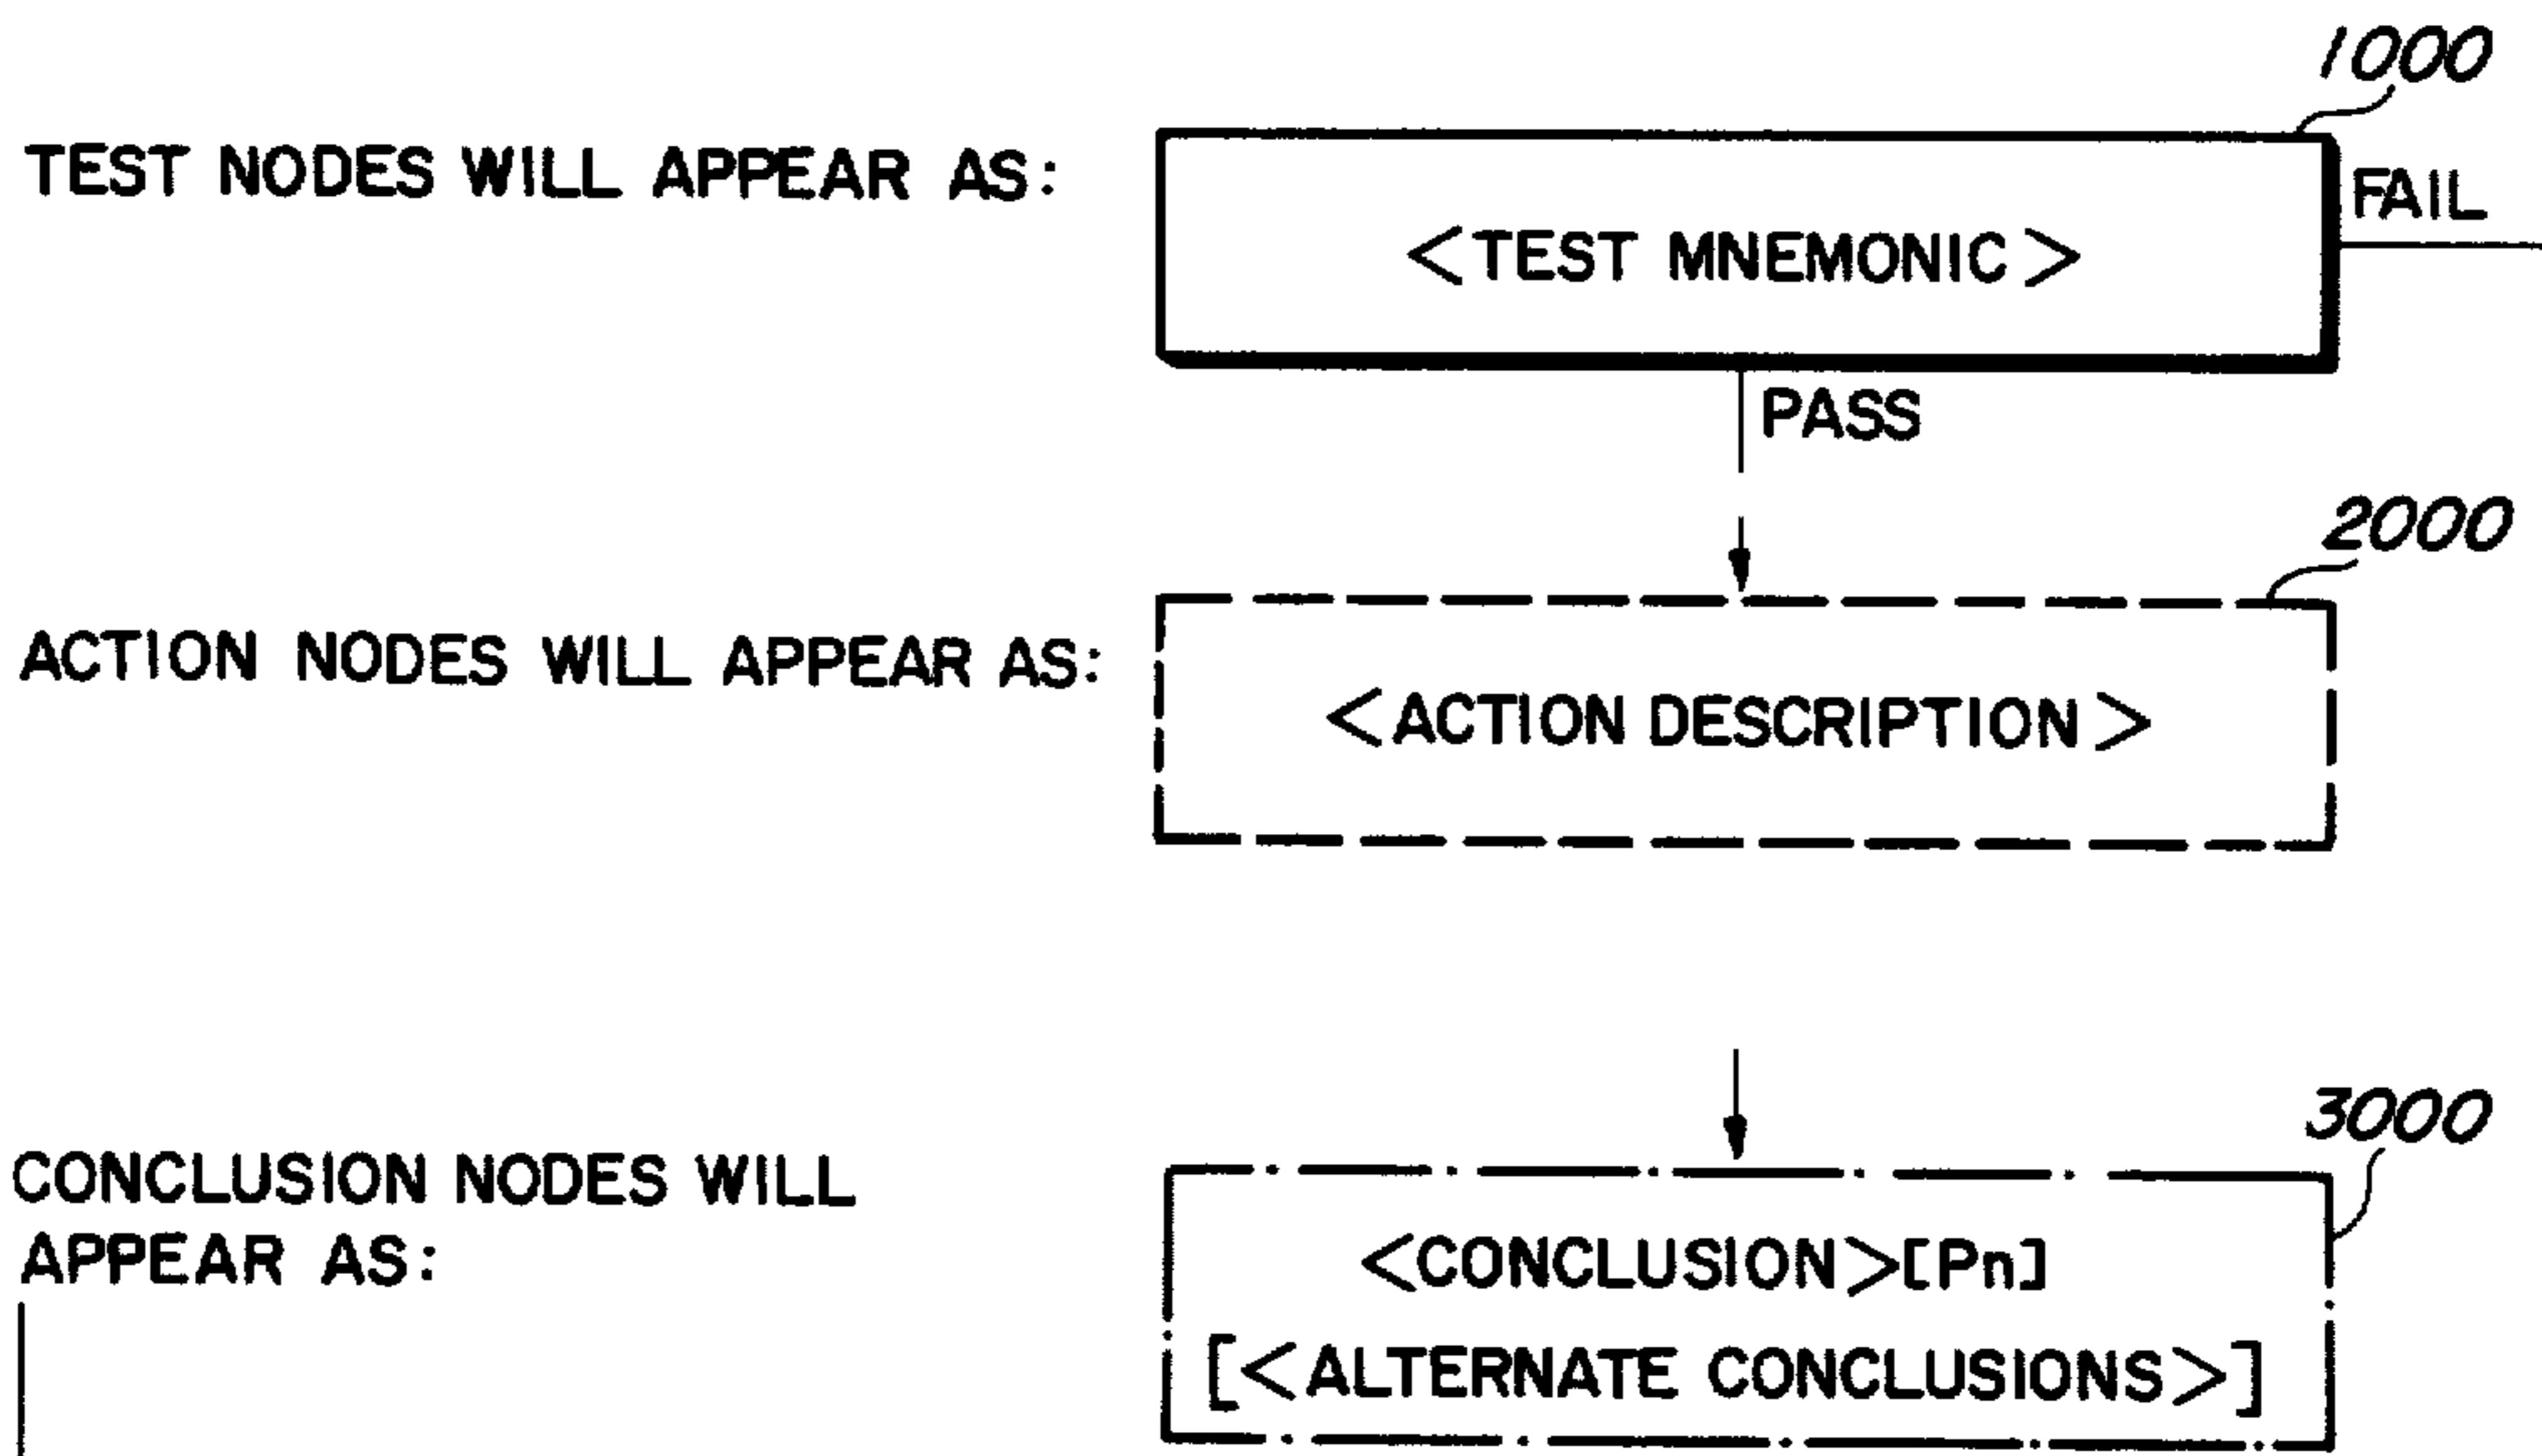 1000
TEST NODES WILL APPEAR AS:
FAIL
<TEST MNEMONIC>
PASS
2000
ACTION NODES WILL APPEAR AS:
<ACTION DESCRIPTION>
3000
CONCLUSION NODES WILL
APPEAR AS:
<CONCLUSION>[Pn]
[<ALTERNATE CONCLUSIONS>]